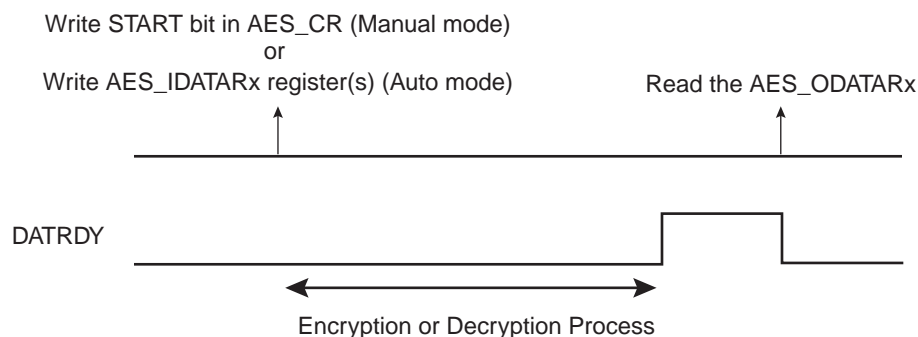 Write START bit in AES_CR (Manual mode)
or
Write AES_IDATARx register(s) (Auto mode)
Read the AES_ODATARx
DATRDY
Encryption or Decryption Process